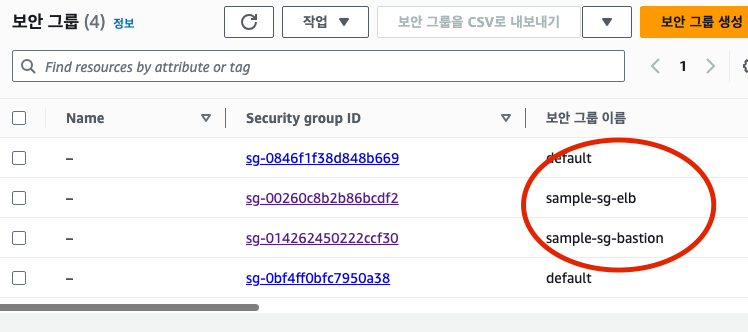 보안 그룹 (4) 정보 작업 보안 그룹을 CSV로 내보내기 보안 그룹 생성
Find resources by attribute or tag 1
Name Security group ID 보안 그룹 이름
– sg-0846f1f38d848b669 default
– sg-00260c8b2b86bcdf2 sample-sg-elb
– sg-014262450222ccf30 sample-sg-bastion
– sg-0bf4ff0bfc7950a38 default